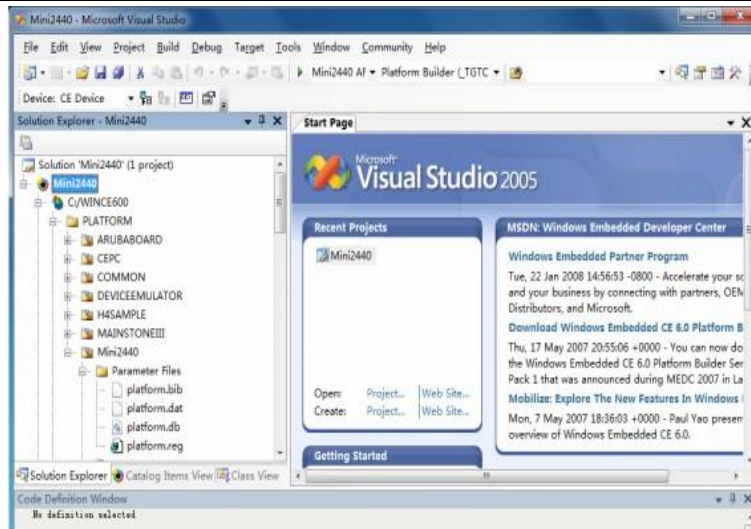 Mini2440 - Microsoft Visual Studio
File Edit View Project Build Debug Target Tools Window Community Help
Mini2440 AF Platform Builder (_TGTC
Device: CE Device
Solution Explorer - Mini2440
Start Page
Solution 'Mini2440' (1 project)
Mini2440
C:/WINCE600
PLATFORM
ARUBABOARD
CEPC
COMMON
DEVICEEMULATOR
H4SAMPLE
MAINSTONEIII
Mini2440
Parameter Files
platform.bib
platform.dat
platform.db
platform.reg
Solution Explorer Catalog Items View Class View
Microsoft
Visual Studio 2005
Recent Projects
Mini2440
Open: Project... Web Site...
Create: Project... Web Site...
Getting Started
MSDN: Windows Embedded Developer Center
Windows Embedded Partner Program
Tue, 22 Jan 2008 14:56:53 -0800 - Accelerate your sc
and your business by connecting with partners, OEM
Distributors, and Microsoft.
Download Windows Embedded CE 6.0 Platform B
Thu, 17 May 2007 20:55:06 +0000 - You can now do
the Windows Embedded CE 6.0 Platform Builder Ser
Pack 1 that was announced during MEDC 2007 in La
Mobilize: Explore The New Features In Windows
Mon, 7 May 2007 18:36:03 +0000 - Paul Yao presen
overview of Windows Embedded CE 6.0.
Code Definition Window
No definition selected